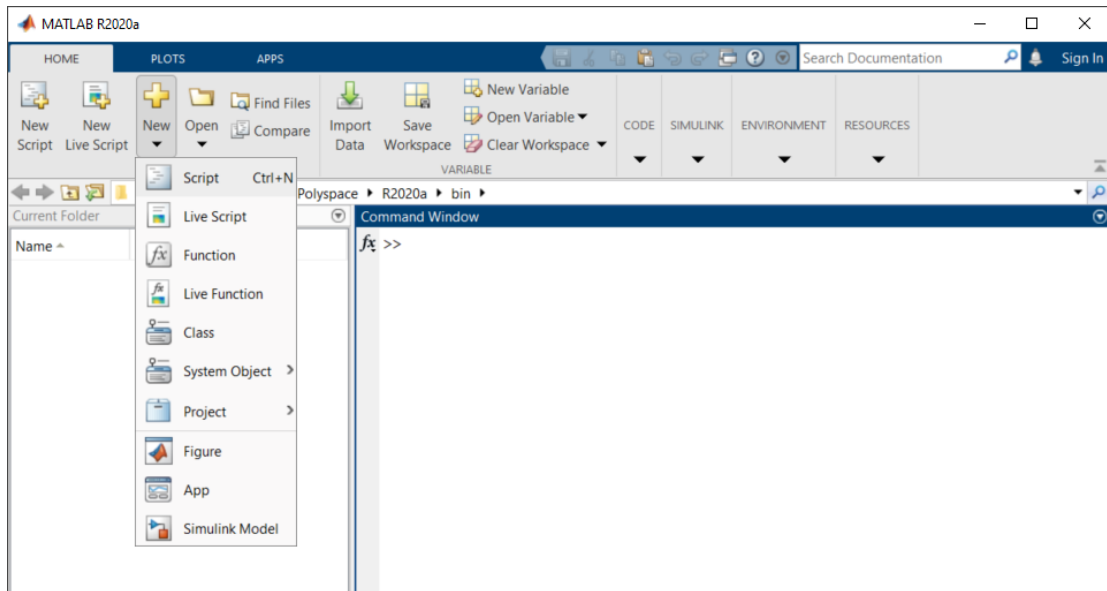 MATLAB R2020a
HOME PLOTS APPS Search Documentation Sign In
New Script
New Live Script
New
Open
Find Files
Compare
Import Data
Save Workspace
New Variable
Open Variable
Clear Workspace
VARIABLE
CODE
SIMULINK
ENVIRONMENT
RESOURCES
Polyspace R2020a bin
Current Folder
Name
Script Ctrl+N
Live Script
fx Function
fx Live Function
Class
System Object
Project
Figure
App
Simulink Model
Command Window
fx >>